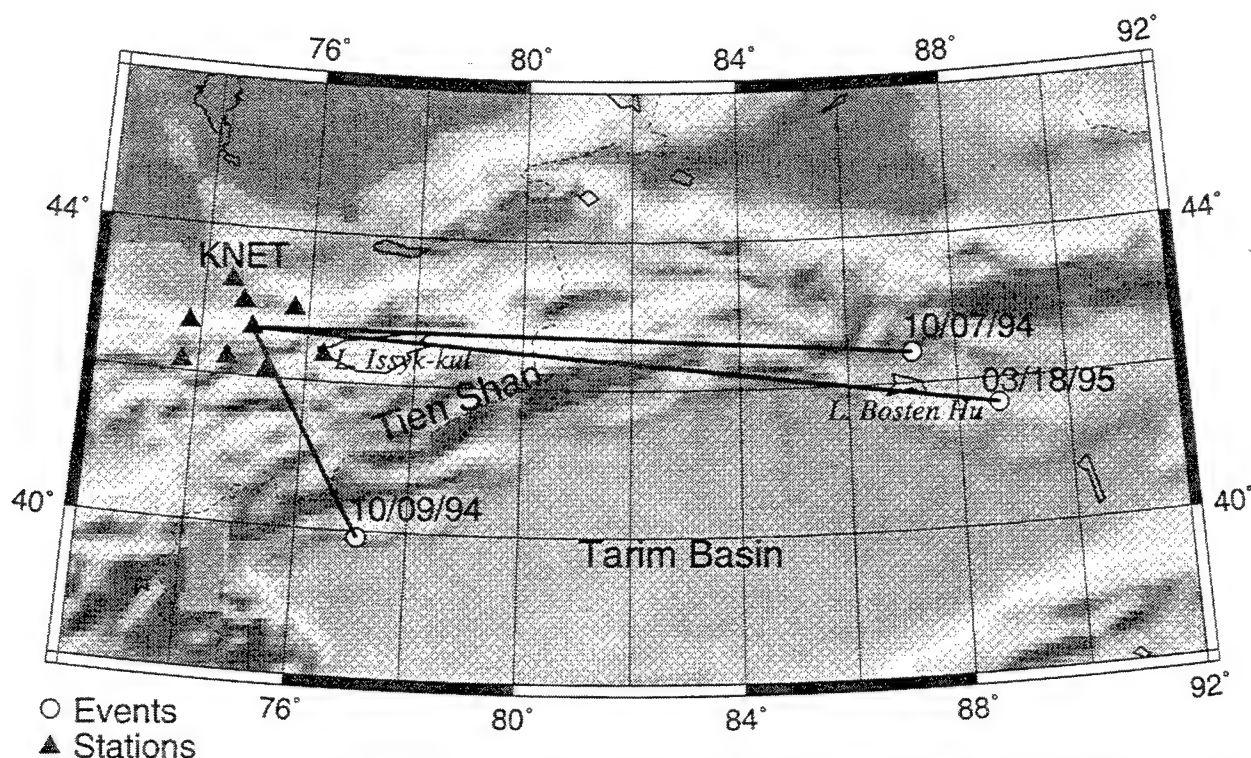 76° 80° 84° 88° 92°
44° 44°
KNET
10/07/94
L. Issyk-kul
03/18/95
Tien Shan
L. Bosten Hu
40° 40°
10/09/94
Tarim Basin
76° 80° 84° 88° 92°
Events
Stations